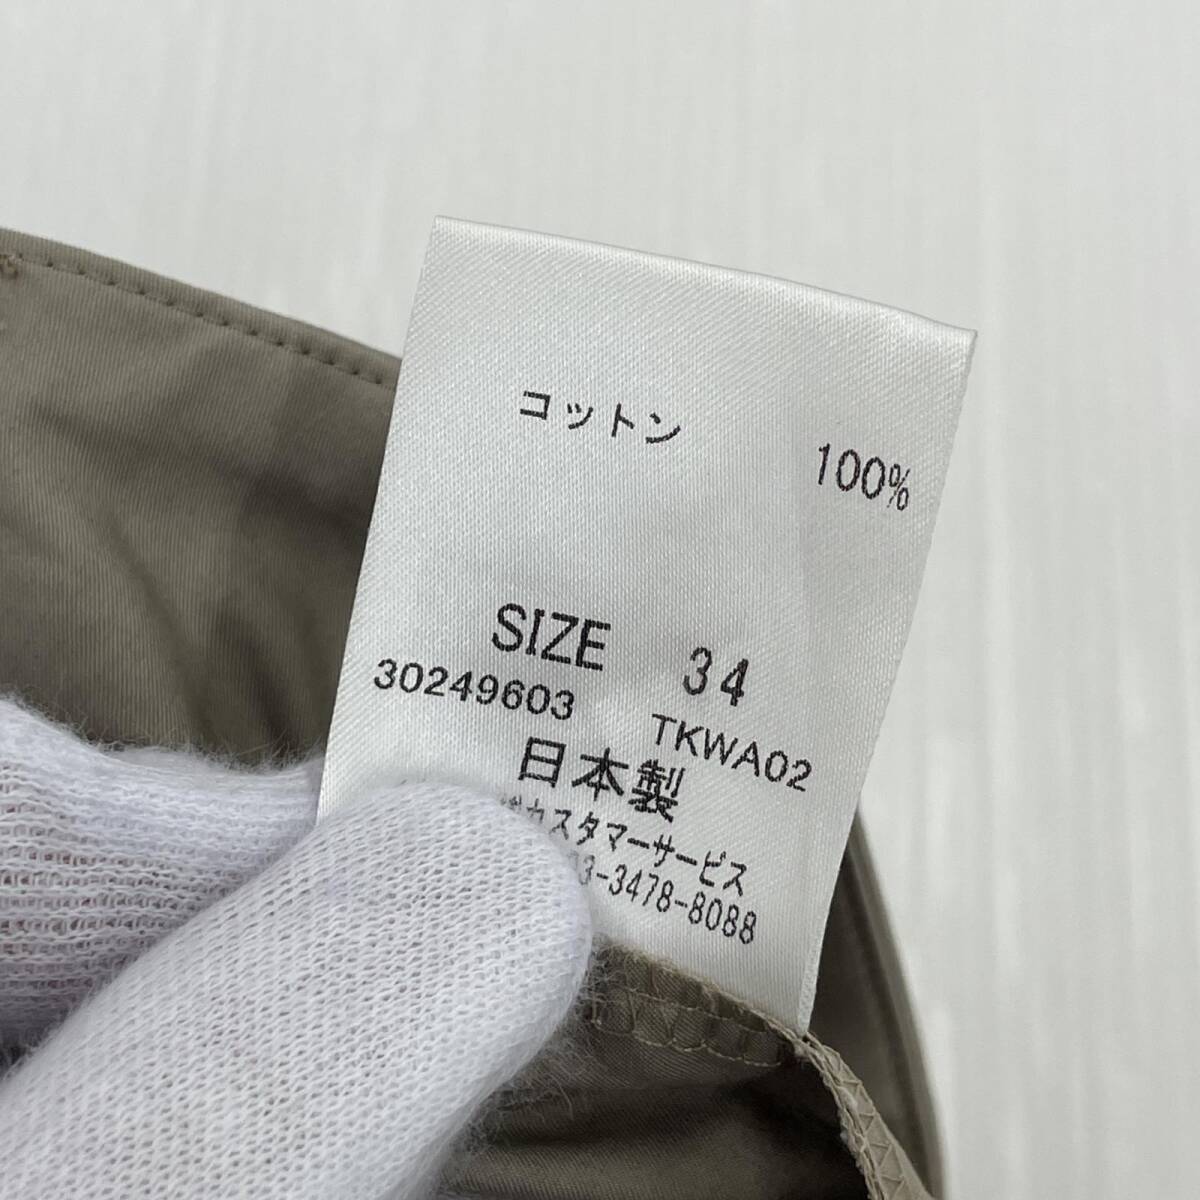 コットン 100%
SIZE 34
30249603 TKWA02
日本製
カスタマーサービス
3-3478-8088